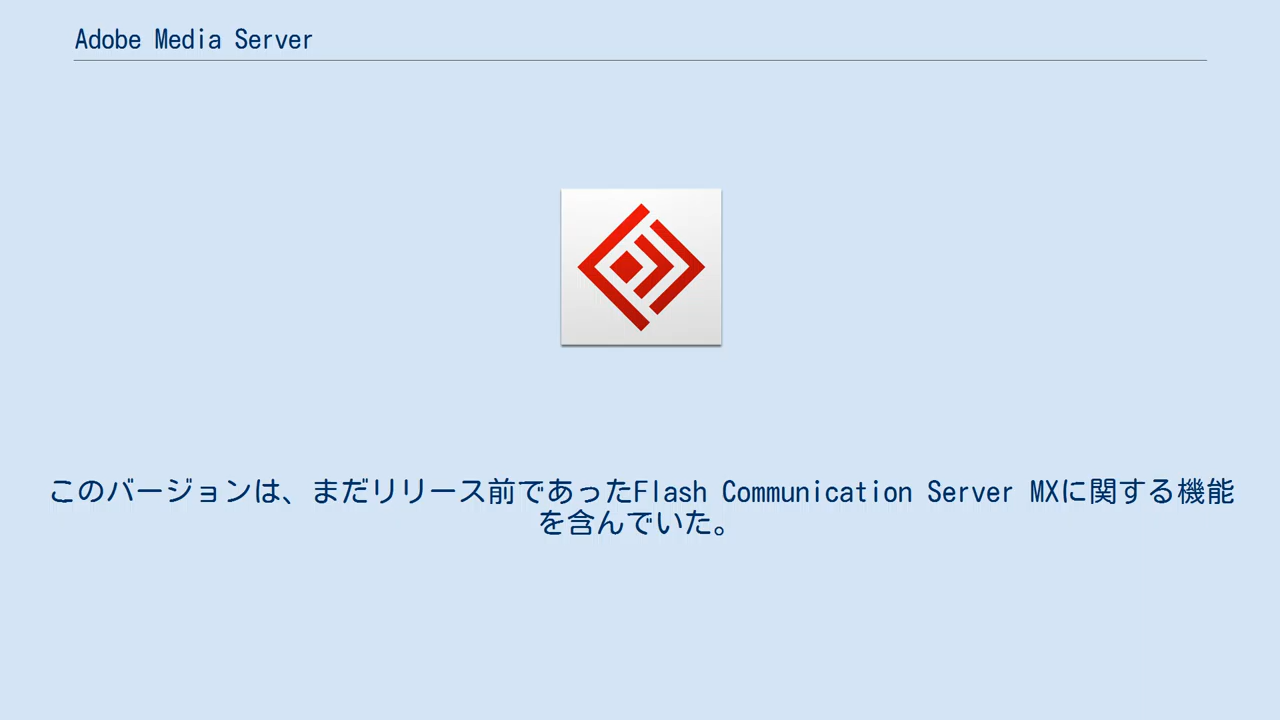 Adobe Media Server
このバージョンは、まだリリース前であったFlash Communication Server MXに関する機能
を含んでいた。